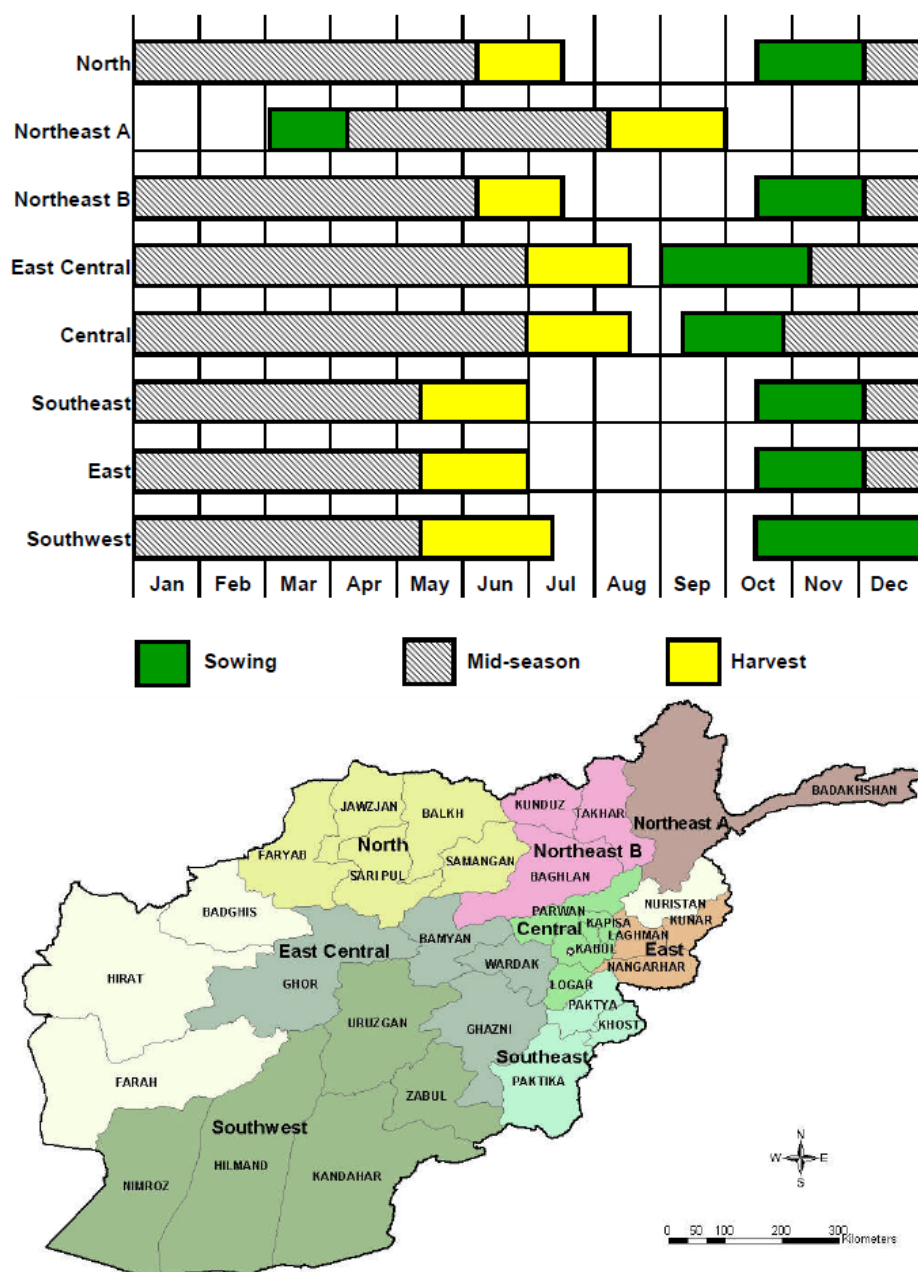 North
Northeast A
Northeast B
East Central
Central
Southeast
East
Southwest
Jan Feb Mar Apr May Jun Jul Aug Sep Oct Nov Dec
Sowing Mid-season Harvest
BADAKHSHAN
JAWZJAN BALKH KUNDUZ TAKHAR
Northeast A
FARYAB North SAMANGAN Northeast B
SARI PUL BAGHLAN
NURISTAN
BADGHIS PARWAN KUNAR
Central KAPISA LAGHMAN
East Central BAMYAN KABUL East
HIRAT WARDAK NANGARHAR
GHOR LOGAR
PAKTYA
URUZGAN GHAZNI KHOST
Southeast
FARAH PAKTIKA
ZABUL
Southwest
HILMAND KANDAHAR
NIMROZ
N
W E
S
0 50 100 200 300
Kilometers